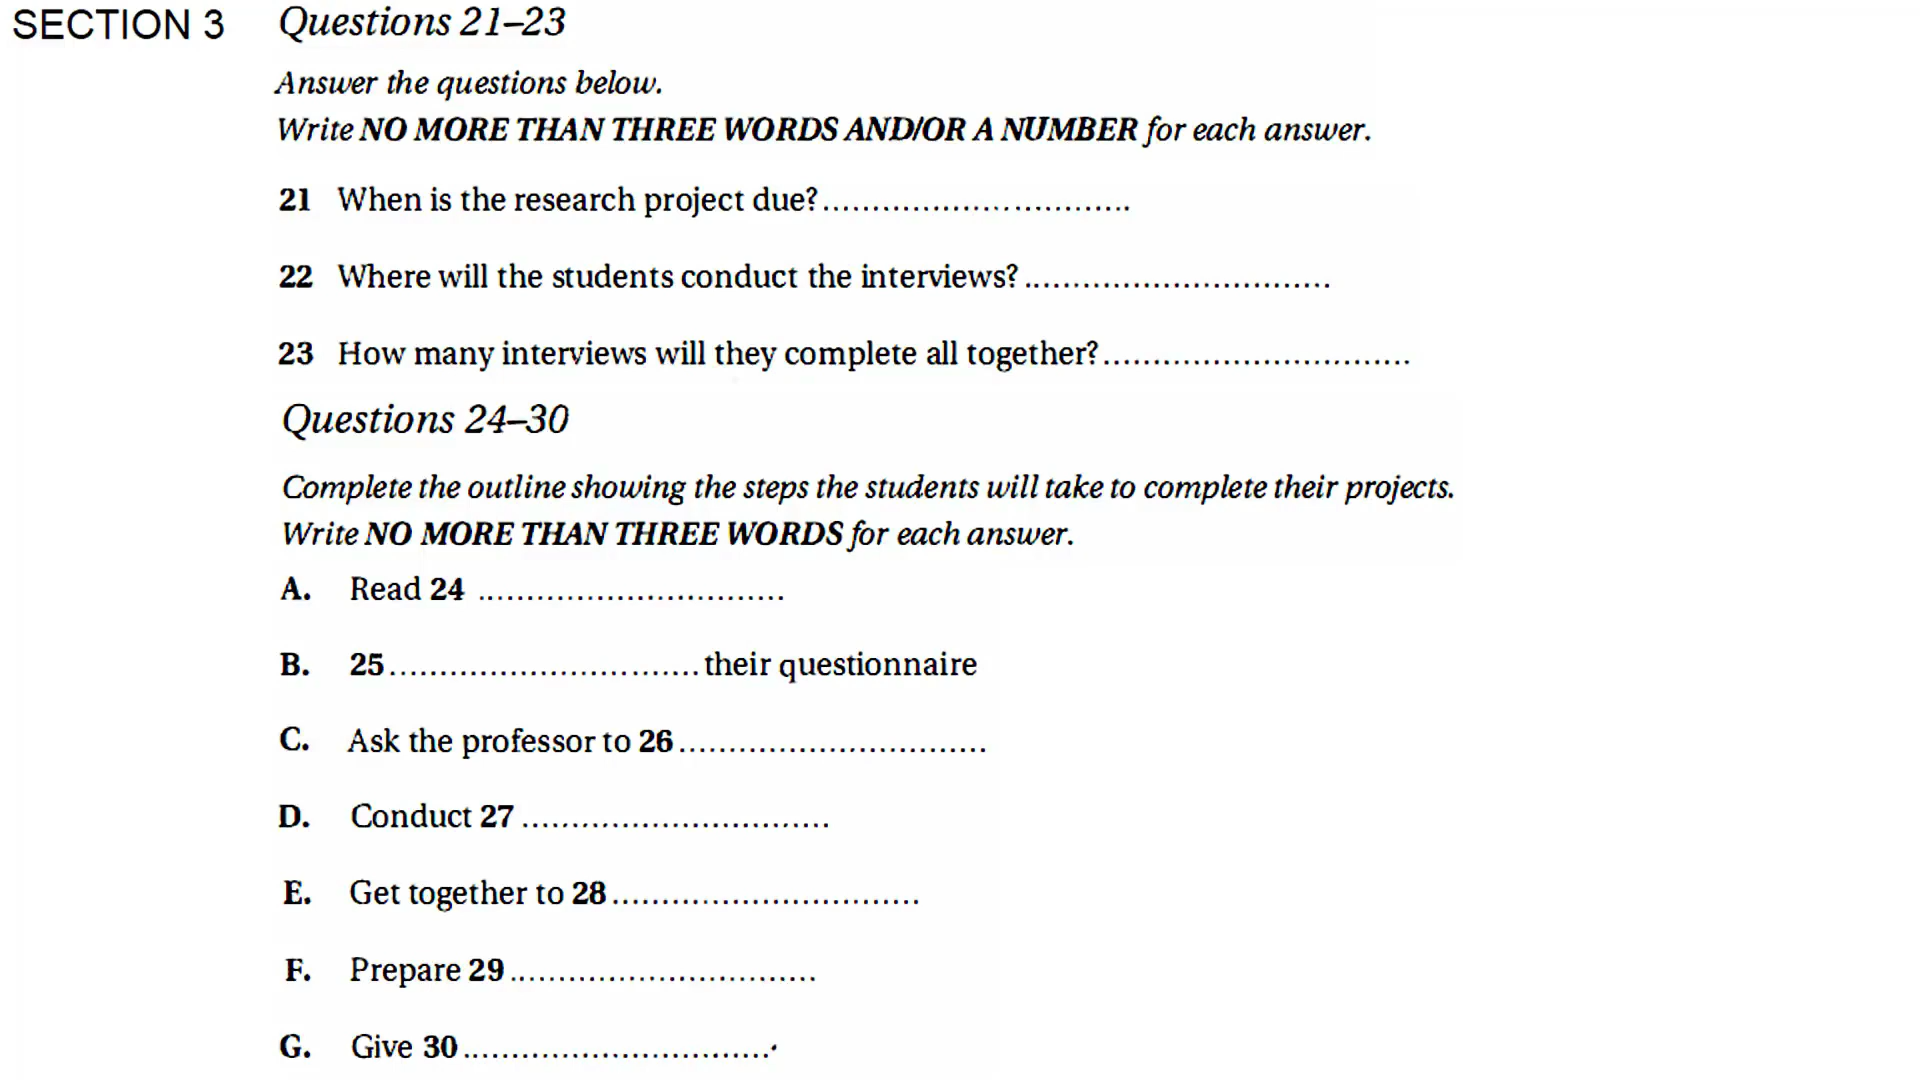 SECTION 3 Questions 21–23
Answer the questions below.
Write NO MORE THAN THREE WORDS AND/OR A NUMBER for each answer.
21 When is the research project due?...............................
22 Where will the students conduct the interviews?...............................
23 How many interviews will they complete all together?...............................
Questions 24–30
Complete the outline showing the steps the students will take to complete their projects.
Write NO MORE THAN THREE WORDS for each answer.
A. Read 24 ...............................
B. 25............................... their questionnaire
C. Ask the professor to 26...............................
D. Conduct 27 ...............................
E. Get together to 28...............................
F. Prepare 29...............................
G. Give 30...............................